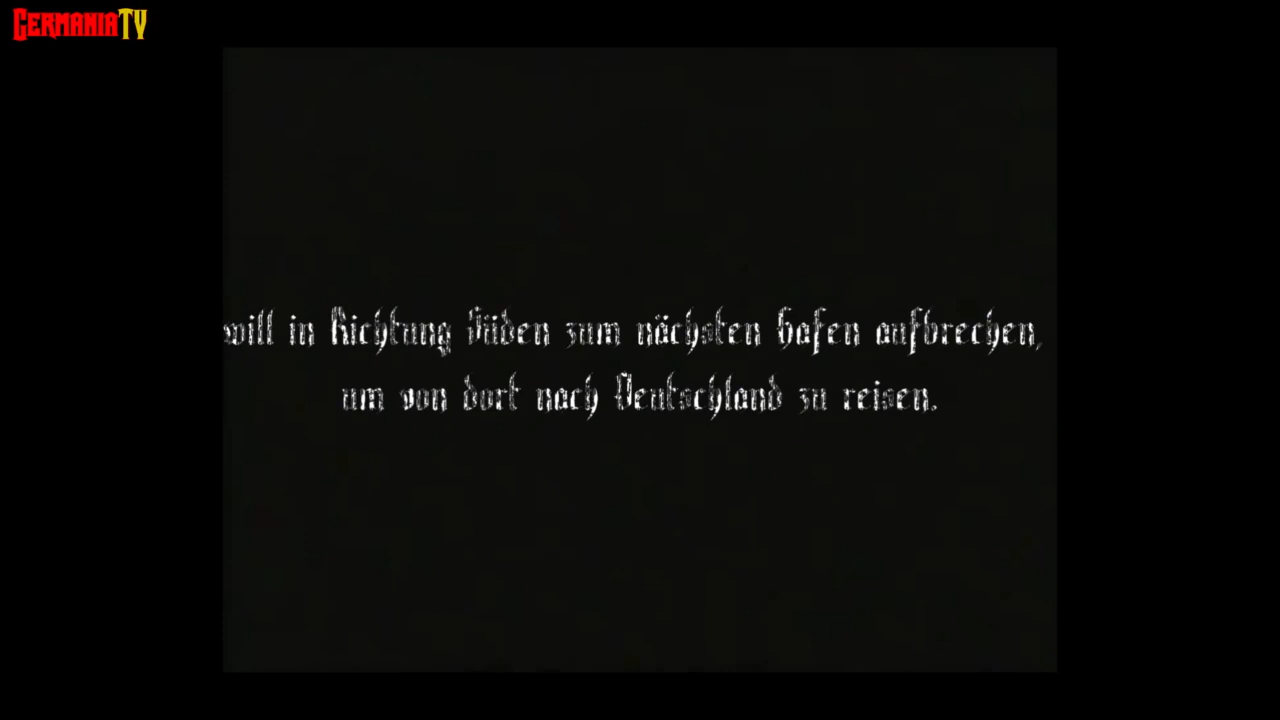 GERMANIATV
will in Richtung Süden zum nächsten Hafen aufbrechen,
um von dort nach Deutschland zu reisen.